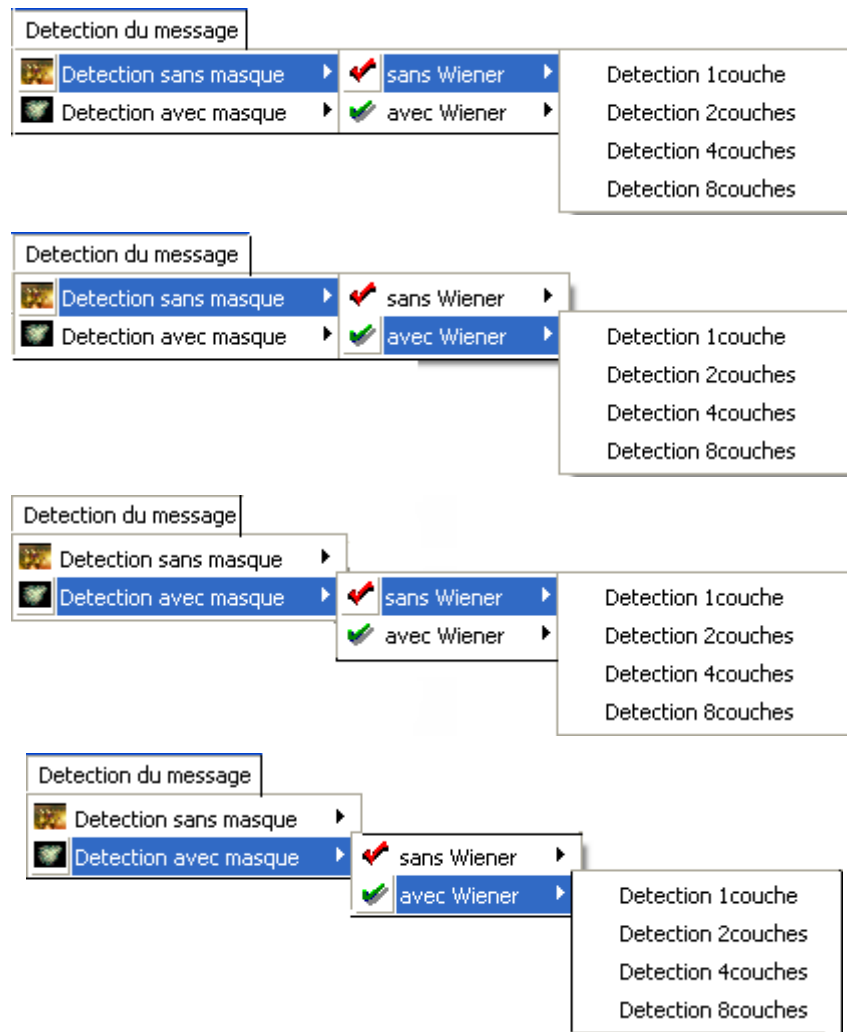 Detection du message
Detection sans masque sans Wiener Detection 1couche
Detection avec masque avec Wiener Detection 2couches
Detection 4couches
Detection 8couches
Detection du message
Detection sans masque sans Wiener
Detection avec masque avec Wiener Detection 1couche
Detection 2couches
Detection 4couches
Detection 8couches
Detection du message
Detection sans masque
Detection avec masque sans Wiener Detection 1couche
avec Wiener Detection 2couches
Detection 4couches
Detection 8couches
Detection du message
Detection sans masque
Detection avec masque sans Wiener
avec Wiener Detection 1couche
Detection 2couches
Detection 4couches
Detection 8couches